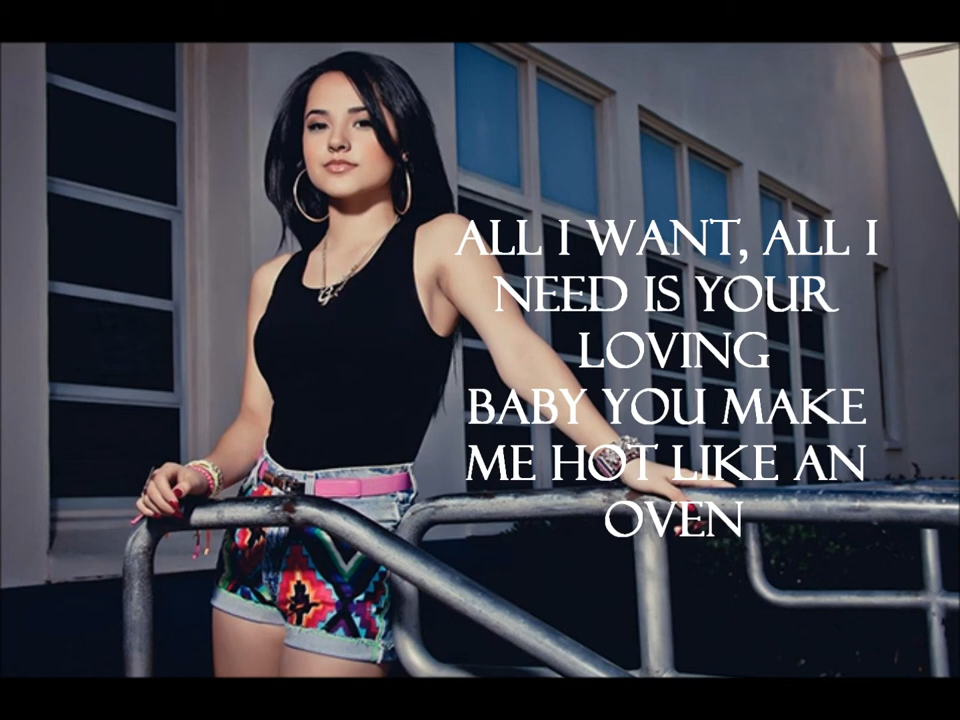 ALL I WANT, ALL I
NEED IS YOUR
LOVING
BABY YOU MAKE
ME HOT LIKE AN
OVEN